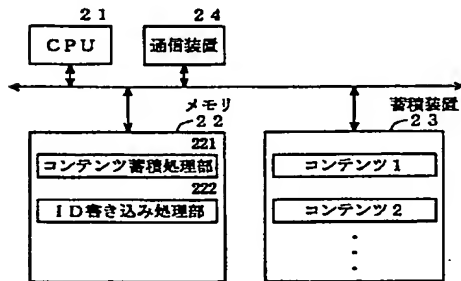 21
24
CPU
通信装置
メモリ
蓄積装置
22
23
221
コンテンツ蓄積処理部
コンテンツ1
222
ID書き込み処理部
コンテンツ2